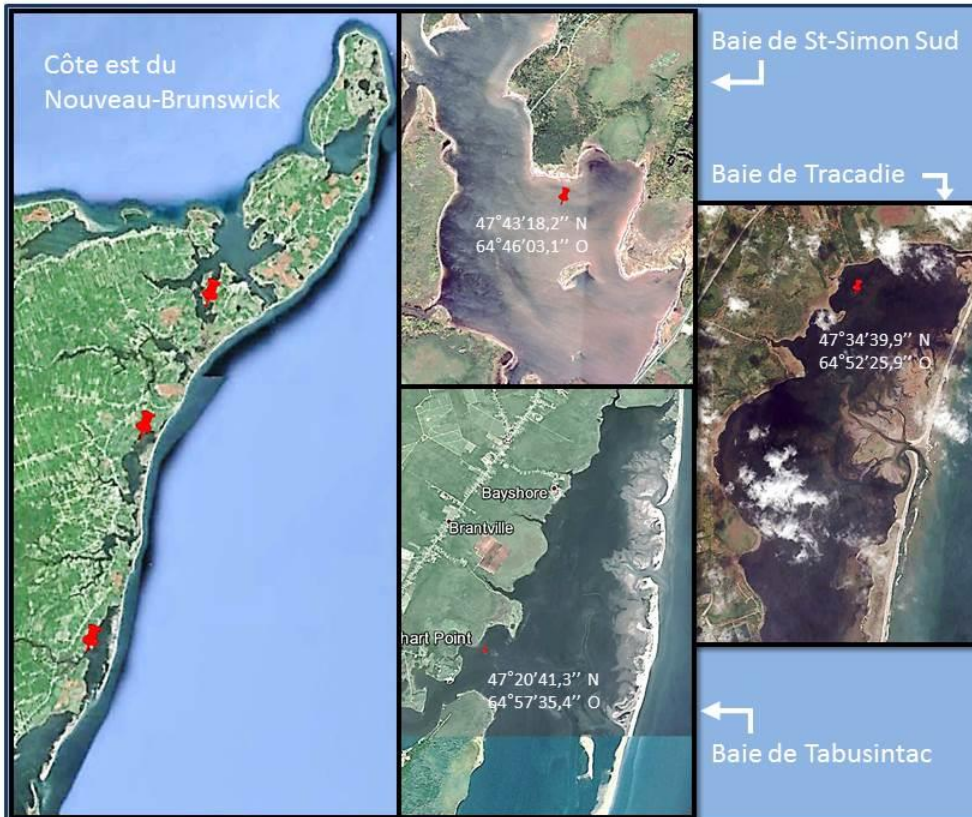 Côte est du
Nouveau-Brunswick
47°43'18,2'' N
64°46'03,1'' O
Baie de St-Simon Sud
Baie de Tracadie
47°34'39,9'' N
64°52'25,9'' O
Bayshore
Brantville
hart Point
47°20'41,3'' N
64°57'35,4'' O
Baie de Tabusintac